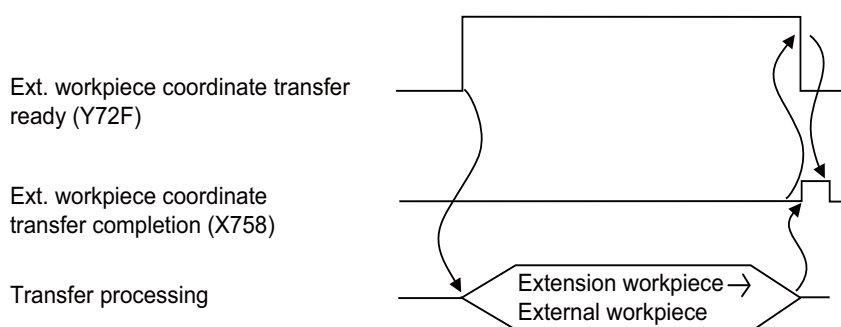 Ext. workpiece coordinate transfer
ready (Y72F)
Ext. workpiece coordinate
transfer completion (X758)
Transfer processing
Extension workpiece →
External workpiece